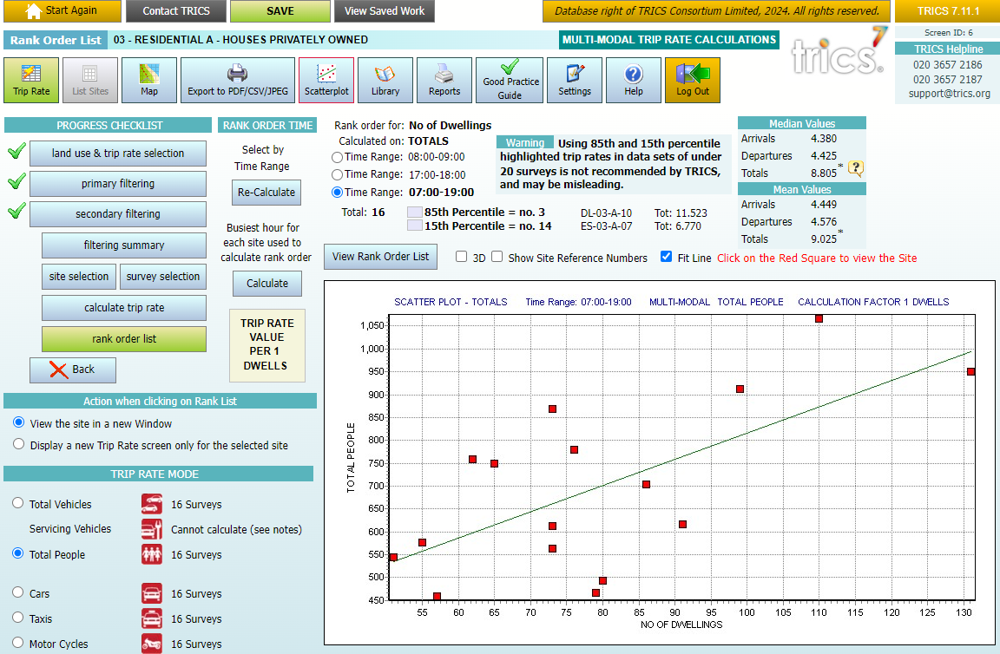 Start Again
Contact TRICS
SAVE
View Saved Work
Database right of TRICS Consortium Limited, 2024. All rights reserved.
TRICS 7.11.1
Rank Order List
03 - RESIDENTIAL A - HOUSES PRIVATELY OWNED
MULTI-MODAL TRIP RATE CALCULATIONS
trics 7
Screen ID: 6
TRICS Helpline
020 3657 2186
020 3657 2187
support@trics.org
Trip Rate
List Sites
Map
Export to PDF/CSV/JPEG
Scatterplot
Library
Reports
Good Practice
Guide
Settings
Help
Log Out
PROGRESS CHECKLIST
land use & trip rate selection
primary filtering
secondary filtering
filtering summary
site selection
survey selection
calculate trip rate
rank order list
Back
RANK ORDER TIME
Select by
Time Range
Re-Calculate
Busiest hour for
each site used to
calculate rank order
Calculate
TRIP RATE
VALUE
PER 1
DWELLS
Rank order for: No of Dwellings
Calculated on: TOTALS
Time Range: 08:00-09:00
Time Range: 17:00-18:00
Time Range: 07:00-19:00
Warning Using 85th and 15th percentile
highlighted trip rates in data sets of under
20 surveys is not recommended by TRICS,
and may be misleading.
Total: 16
85th Percentile = no. 3 DL-03-A-10 Tot: 11.523
15th Percentile = no. 14 ES-03-A-07 Tot: 6.770
Median Values
Arrivals 4.380
Departures 4.425
Totals 8.805*
?
Mean Values
Arrivals 4.449
Departures 4.576
Totals 9.025*
View Rank Order List
3D
Show Site Reference Numbers
Fit Line
Click on the Red Square to view the Site
Action when clicking on Rank List
View the site in a new Window
Display a new Trip Rate screen only for the selected site
TRIP RATE MODE
Total Vehicles 16 Surveys
Servicing Vehicles Cannot calculate (see notes)
Total People 16 Surveys
Cars 16 Surveys
Taxis 16 Surveys
Motor Cycles 16 Surveys
SCATTER PLOT - TOTALS Time Range: 07:00-19:00 MULTI-MODAL TOTAL PEOPLE CALCULATION FACTOR 1 DWELLS
TOTAL PEOPLE
1,050
1,000
950
900
850
800
750
700
650
600
550
500
450
55 60 65 70 75 80 85 90 95 100 105 110 115 120 125 130
NO OF DWELLINGS